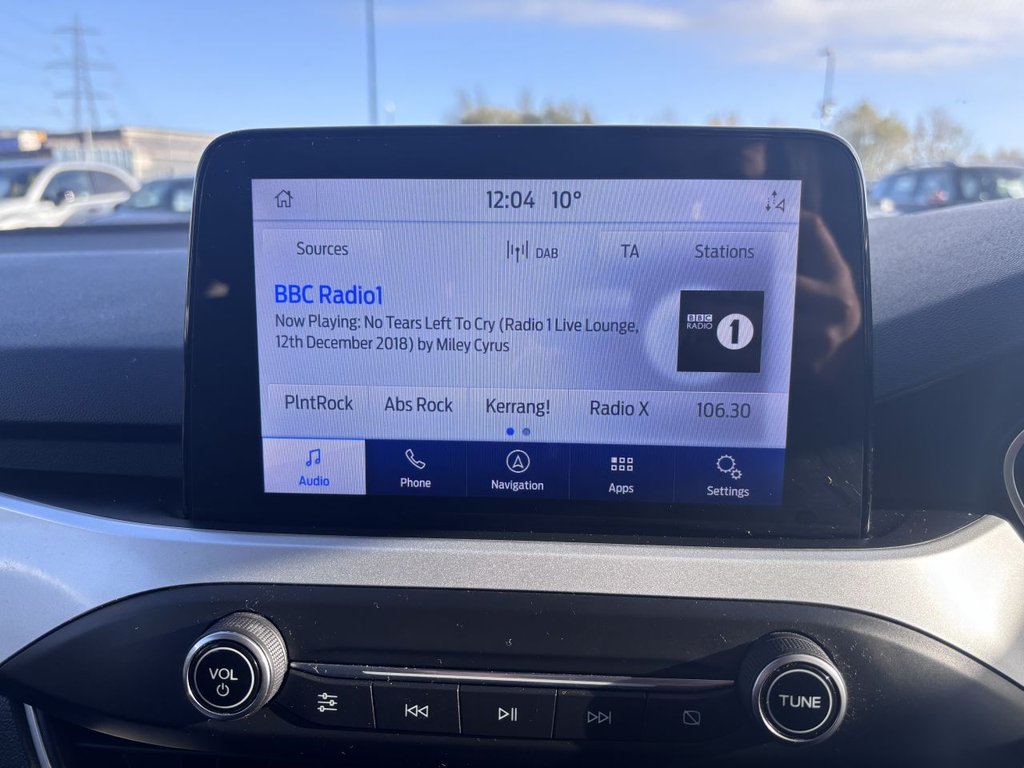 12:04 10°
Sources DAB TA Stations
BBC Radio1
Now Playing: No Tears Left To Cry (Radio 1 Live Lounge,
12th December 2018) by Miley Cyrus
BBC
RADIO 1
PlntRock Abs Rock Kerrang! Radio X 106.30
Audio Phone Navigation Apps Settings
VOL
TUNE